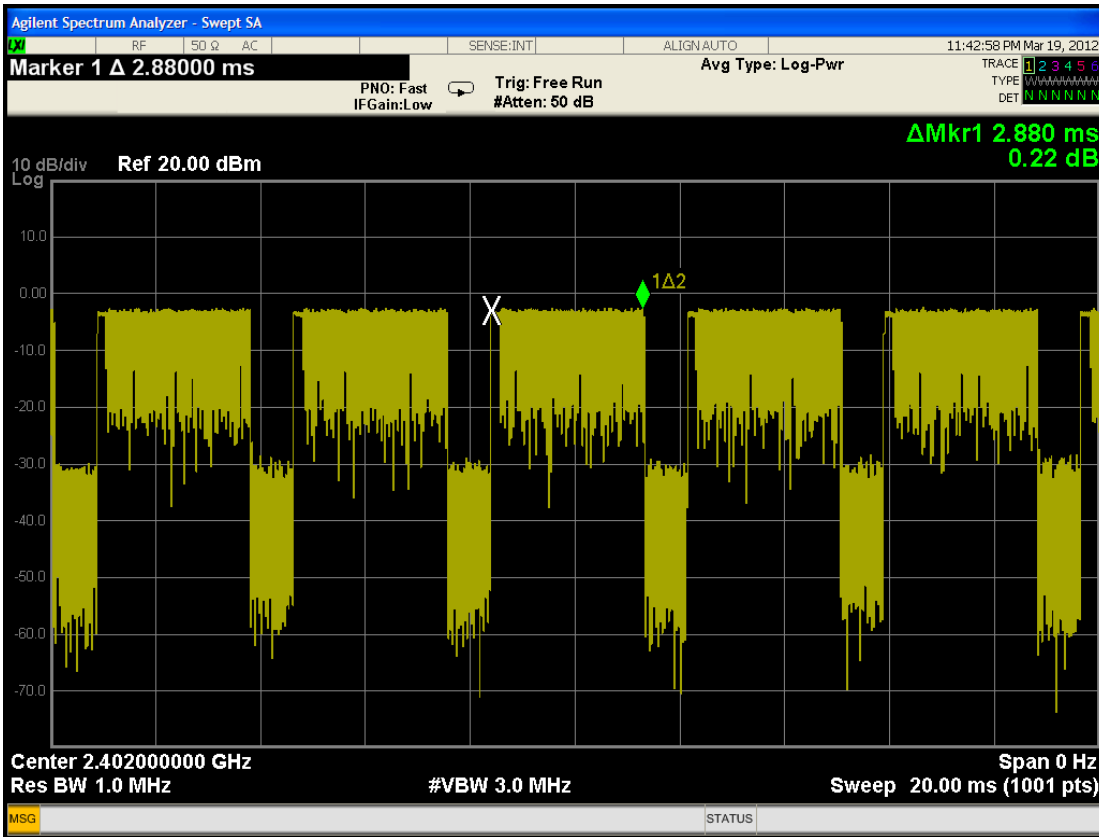 Agilent Spectrum Analyzer - Swept SA
LXI RF 50 Ω AC SENSE:INT ALIGN AUTO 11:42:58 PM Mar 19, 2012
Marker 1 Δ 2.88000 ms
PNO: Fast
IFGain:Low
Trig: Free Run
#Atten: 50 dB
Avg Type: Log-Pwr
TRACE 1 2 3 4 5 6
TYPE WWWWWW
DET N N N N N N
ΔMkr1 2.880 ms
0.22 dB
10 dB/div Ref 20.00 dBm
Log
10.0
0.00
1Δ2
X
-10.0
-20.0
-30.0
-40.0
-50.0
-60.0
-70.0
Center 2.402000000 GHz Span 0 Hz
Res BW 1.0 MHz #VBW 3.0 MHz Sweep 20.00 ms (1001 pts)
MSG STATUS